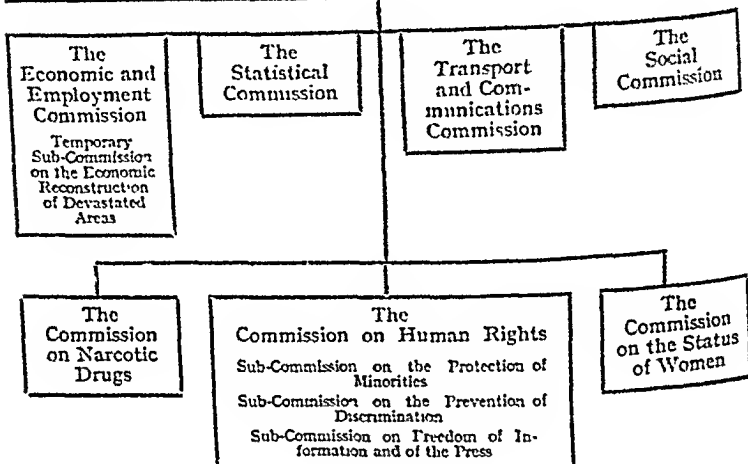 The
Economic and
Employment
Commission
Temporary
Sub-Commission
on the Economic
Reconstruction
of Devastated
Areas
The
Statistical
Commission
The
Transport
and Com-
munications
Commission
The
Social
Commission
The
Commission
on Narcotic
Drugs
The
Commission on Human Rights
Sub-Commission on the Protection of
Minorities
Sub-Commission on the Prevention of
Discrimination
Sub-Commission on Freedom of In-
formation and of the Press
The
Commission
on the Status
of Women